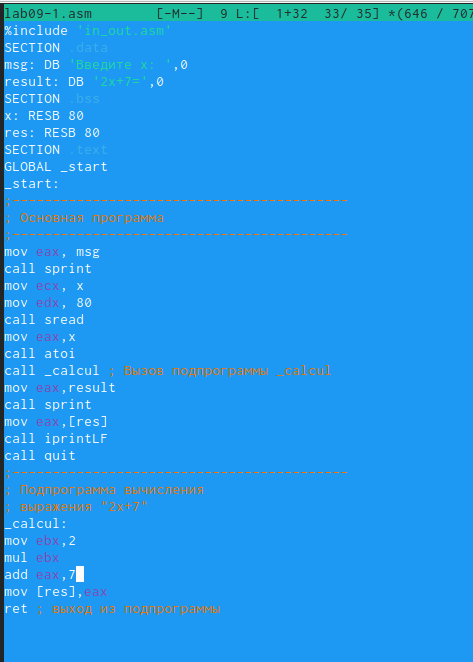 lab09-1.asm [-M--] 9 L:[ 1+32 33/ 35] *(646 / 707
%include 'in_out.asm'
SECTION .data
msg: DB 'Введите x: ',0
result: DB '2x+7=',0
SECTION .bss
x: RESB 80
res: RESB 80
SECTION .text
GLOBAL _start
_start:
;------------------------------------------
; Основная программа
;------------------------------------------
mov eax, msg
call sprint
mov ecx, x
mov edx, 80
call sread
mov eax,x
call atoi
call _calcul ; Вызов подпрограммы _calcul
mov eax,result
call sprint
mov eax,[res]
call iprintLF
call quit
;------------------------------------------
; Подпрограмма вычисления
; выражения "2x+7"
_calcul:
mov ebx,2
mul ebx
add eax,7
mov [res],eax
ret ; выход из подпрограммы